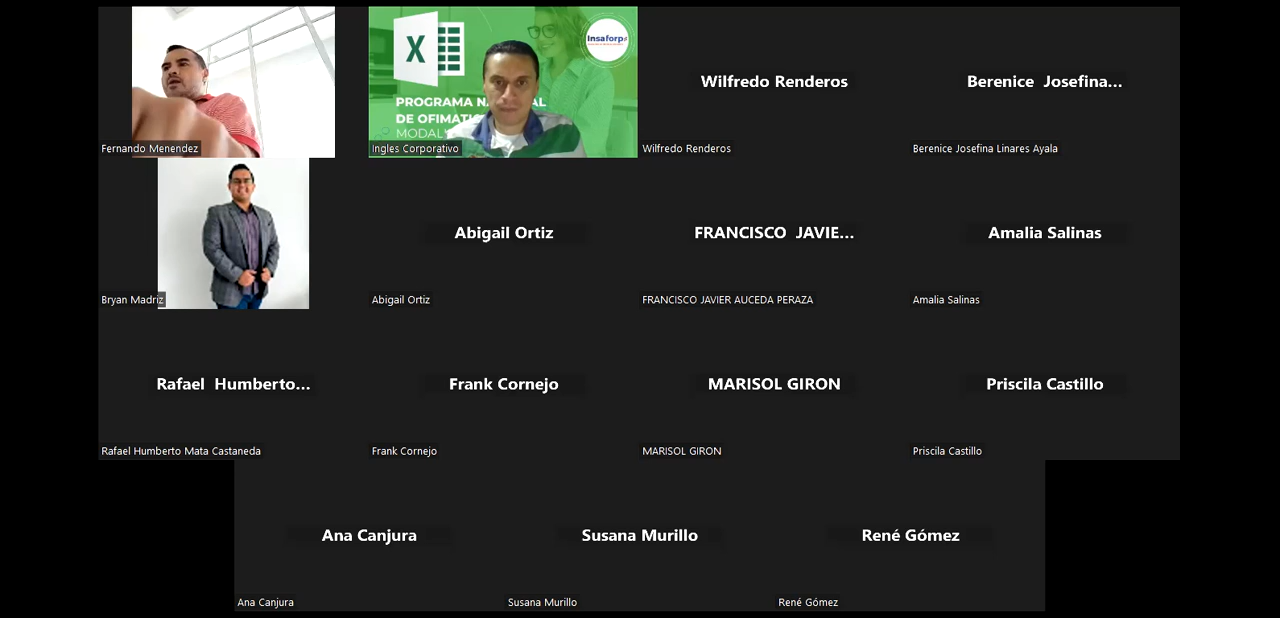 X
Insaforp
PROGRAMA NA AL
DE OFIMATI
MODAL
Fernando Menendez
Ingles Corporativo
Wilfredo Renderos
Wilfredo Renderos
Berenice Josefina...
Berenice Josefina Linares Ayala
Bryan Madriz
Abigail Ortiz
Abigail Ortiz
FRANCISCO JAVIE...
FRANCISCO JAVIER AUCEDA PERAZA
Amalia Salinas
Amalia Salinas
Rafael Humberto...
Rafael Humberto Mata Castaneda
Frank Cornejo
Frank Cornejo
MARISOL GIRON
MARISOL GIRON
Priscila Castillo
Priscila Castillo
Ana Canjura
Ana Canjura
Susana Murillo
Susana Murillo
René Gómez
René Gómez